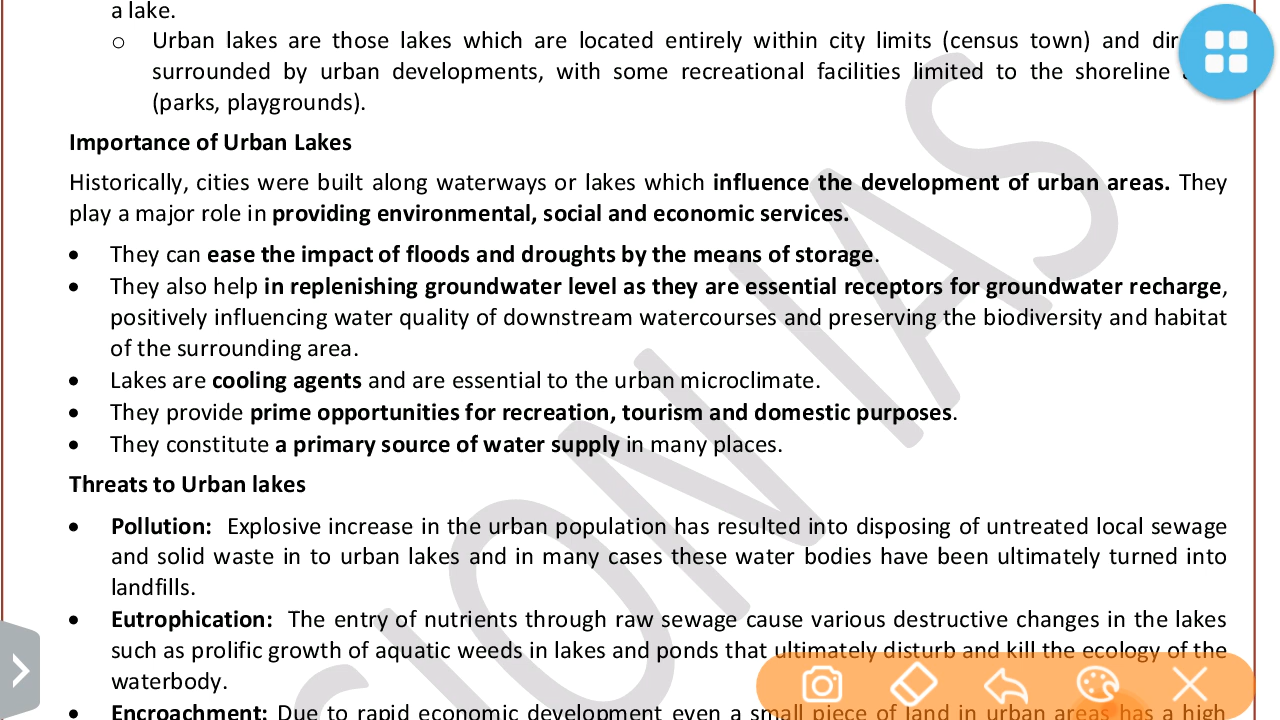 a lake.
○ Urban lakes are those lakes which are located entirely within city limits (census town) and
surrounded by urban developments, with some recreational facilities limited to the shoreline
(parks, playgrounds).
Importance of Urban Lakes
Historically, cities were built along waterways or lakes which influence the development of urban areas. They
play a major role in providing environmental, social and economic services.
• They can ease the impact of floods and droughts by the means of storage.
• They also help in replenishing groundwater level as they are essential receptors for groundwater recharge,
positively influencing water quality of downstream watercourses and preserving the biodiversity and habitat
of the surrounding area.
• Lakes are cooling agents and are essential to the urban microclimate.
• They provide prime opportunities for recreation, tourism and domestic purposes.
• They constitute a primary source of water supply in many places.
Threats to Urban lakes
• Pollution: Explosive increase in the urban population has resulted into disposing of untreated local sewage
and solid waste in to urban lakes and in many cases these water bodies have been ultimately turned into
landfills.
• Eutrophication: The entry of nutrients through raw sewage cause various destructive changes in the lakes
such as prolific growth of aquatic weeds in lakes and ponds that ultimately disturb and kill the ecology of the
waterbody.
• Encroachment: Due to rapid economic development even a small piece of land in urban areas has a high
SION IAS